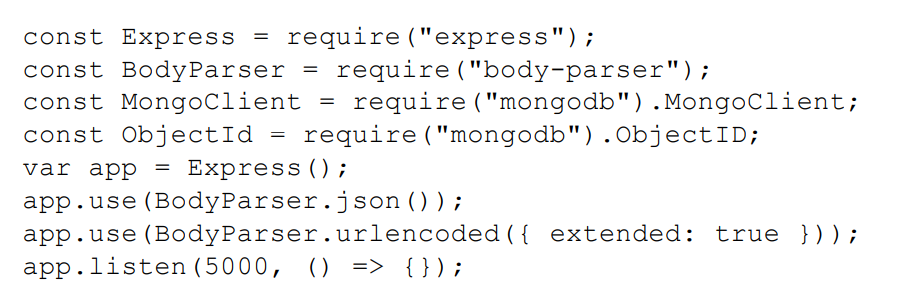 const Express = require("express");
const BodyParser = require("body-parser");
const MongoClient = require("mongodb").MongoClient;
const ObjectId = require("mongodb").ObjectID;
var app = Express();
app.use(BodyParser.json());
app.use(BodyParser.urlencoded({ extended: true }));
app.listen(5000, () => {});